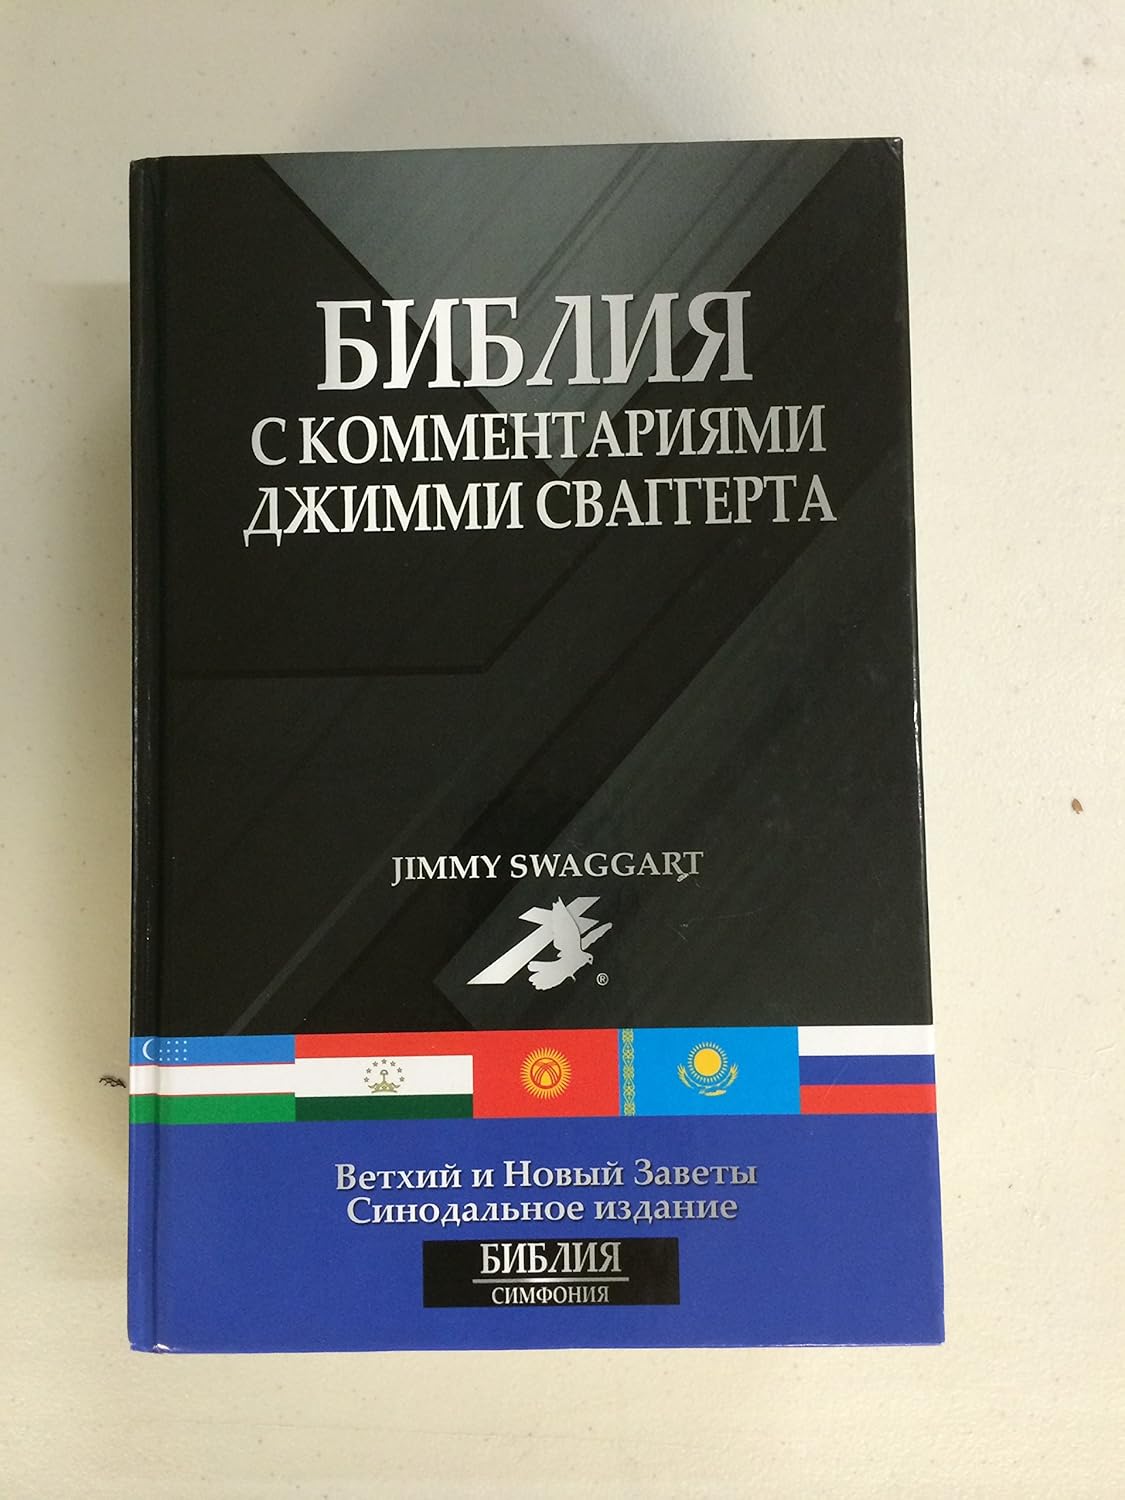 БИБЛИЯ
С КОММЕНТАРИЯМИ
ДЖИММИ СВАГГЕРТА
JIMMY SWAGGART
®
Ветхий и Новый Заветы
Синодальное издание
БИБЛИЯ
СИМФОНИЯ